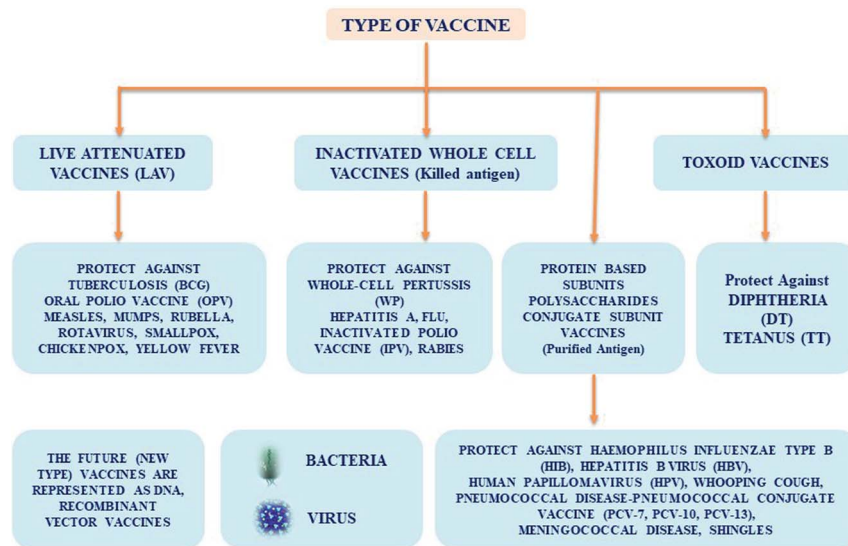 TYPE OF VACCINE
LIVE ATTENUATED
VACCINES (LAV)
INACTIVATED WHOLE CELL
VACCINES (Killed antigen)
TOXOID VACCINES
PROTECT AGAINST
TUBERCULOSIS (BCG)
ORAL POLIO VACCINE (OPV)
MEASLES, MUMPS, RUBELLA,
ROTAVIRUS, SMALLPOX,
CHICKENPOX, YELLOW FEVER
PROTECT AGAINST
WHOLE-CELL PERTUSSIS
(WP)
HEPATITIS A, FLU,
INACTIVATED POLIO
VACCINE (IPV), RABIES
PROTEIN BASED
SUBUNITS
POLYSACCHARIDES
CONJUGATE SUBUNIT
VACCINES
(Purified Antigen)
Protect Against
DIPHTHERIA
(DT)
TETANUS (TT)
THE FUTURE (NEW
TYPE) VACCINES ARE
REPRESENTED AS DNA,
RECOMBINANT
VECTOR VACCINES
BACTERIA
VIRUS
PROTECT AGAINST HAEMOPHILUS INFLUENZAE TYPE B
(HIB), HEPATITIS B VIRUS (HBV),
HUMAN PAPILLOMAVIRUS (HPV), WHOOPING COUGH,
PNEUMOCOCCAL DISEASE-PNEUMOCOCCAL CONJUGATE
VACCINE (PCV-7, PCV-10, PCV-13),
MENINGOCOCCAL DISEASE, SHINGLES